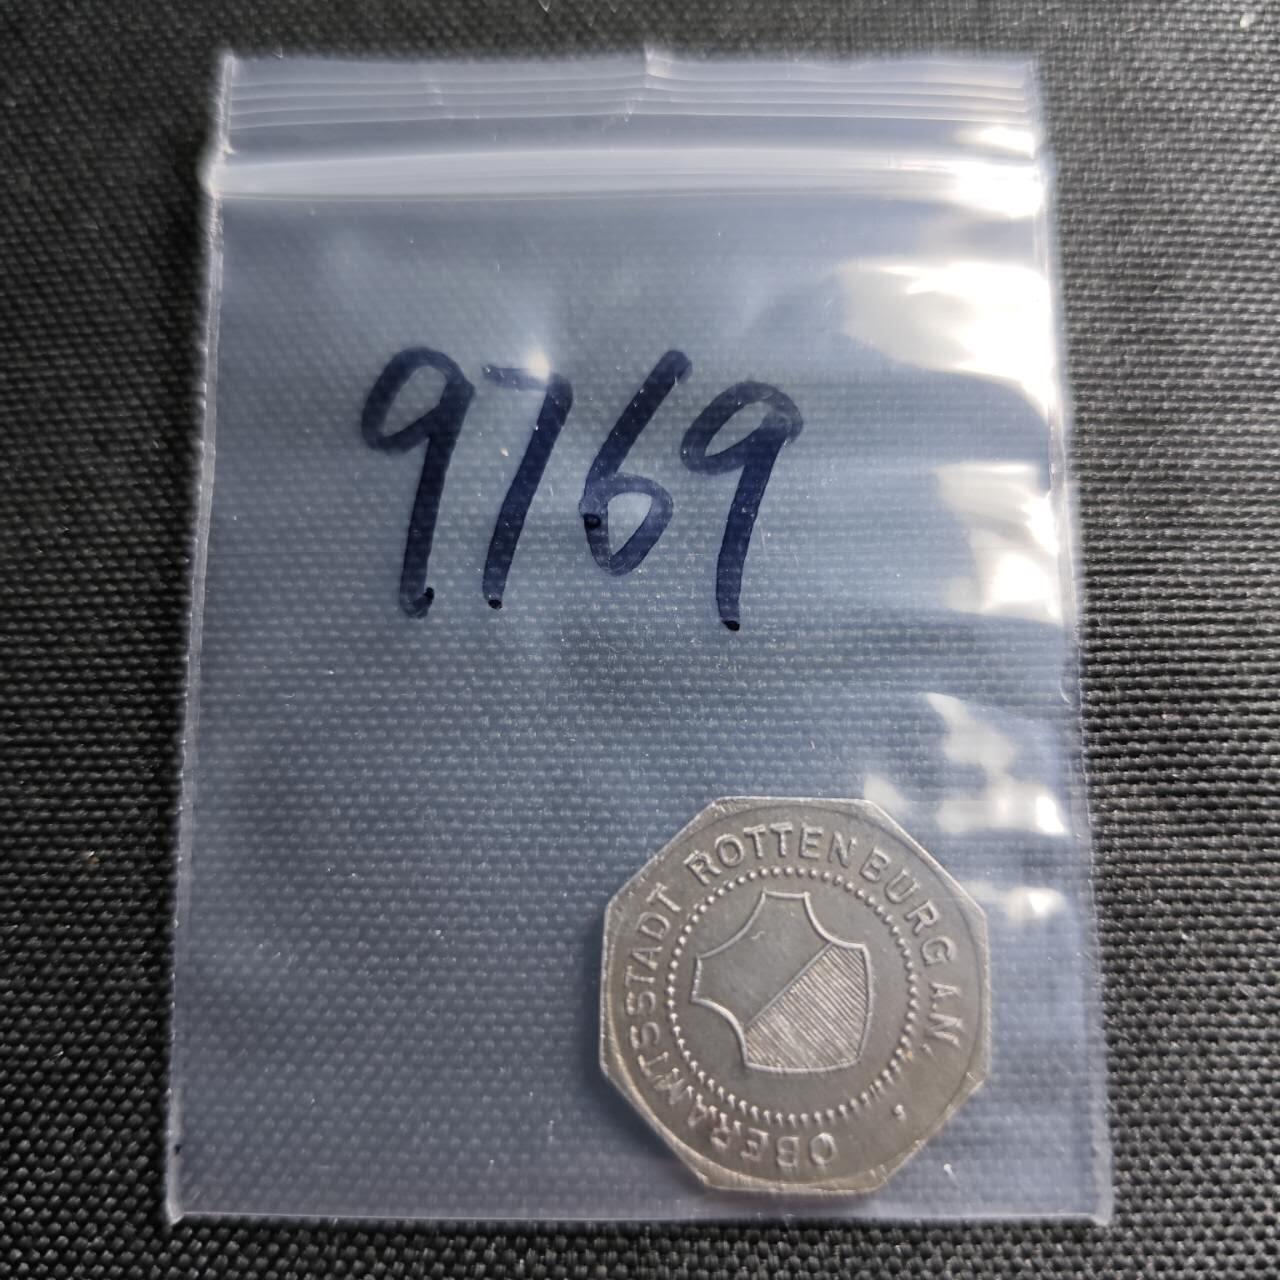 9769
OBERAMTSSTADT ROTTENBURG A.N.